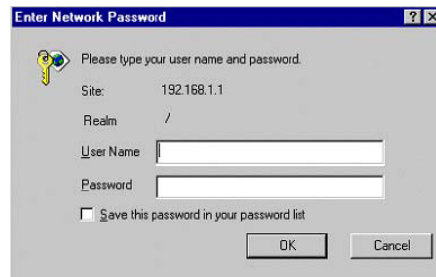 Enter Network Password
Please type your user name and password.
Site: 192.168.1.1
Realm /
User Name
Password
Save this password in your password list
OK Cancel